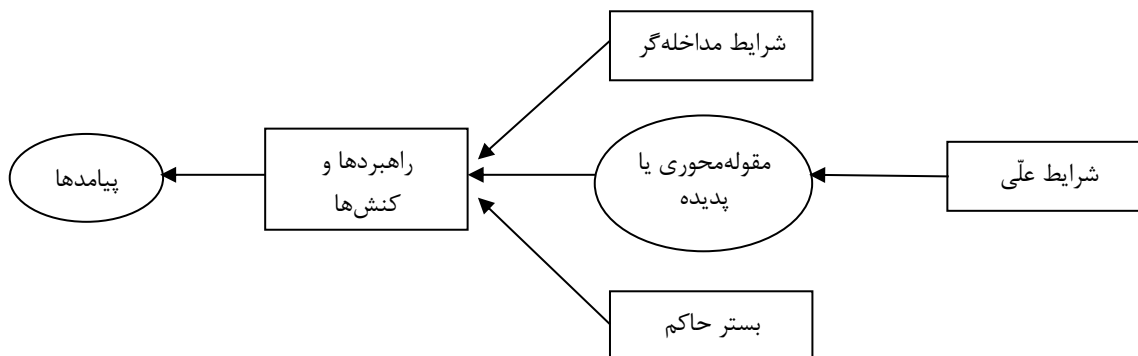 شرایط مداخله‌گر
شرایط علّی
مقوله‌محوری یا
پدیده
راهبردها و
کنش‌ها
پیامدها
بستر حاکم